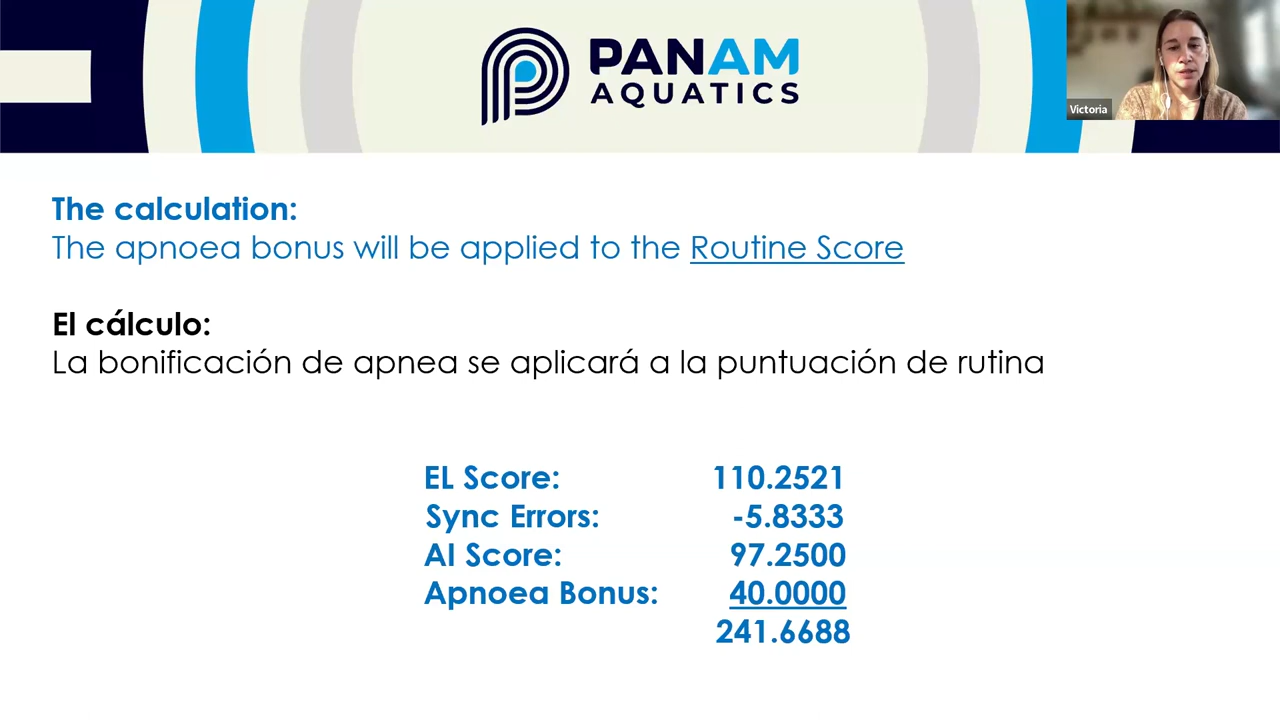 PANAM
AQUATICS
Victoria
The calculation:
The apnoea bonus will be applied to the Routine Score
El cálculo:
La bonificación de apnea se aplicará a la puntuación de rutina
EL Score: 110.2521
Sync Errors: -5.8333
AI Score: 97.2500
Apnoea Bonus: 40.0000
241.6688